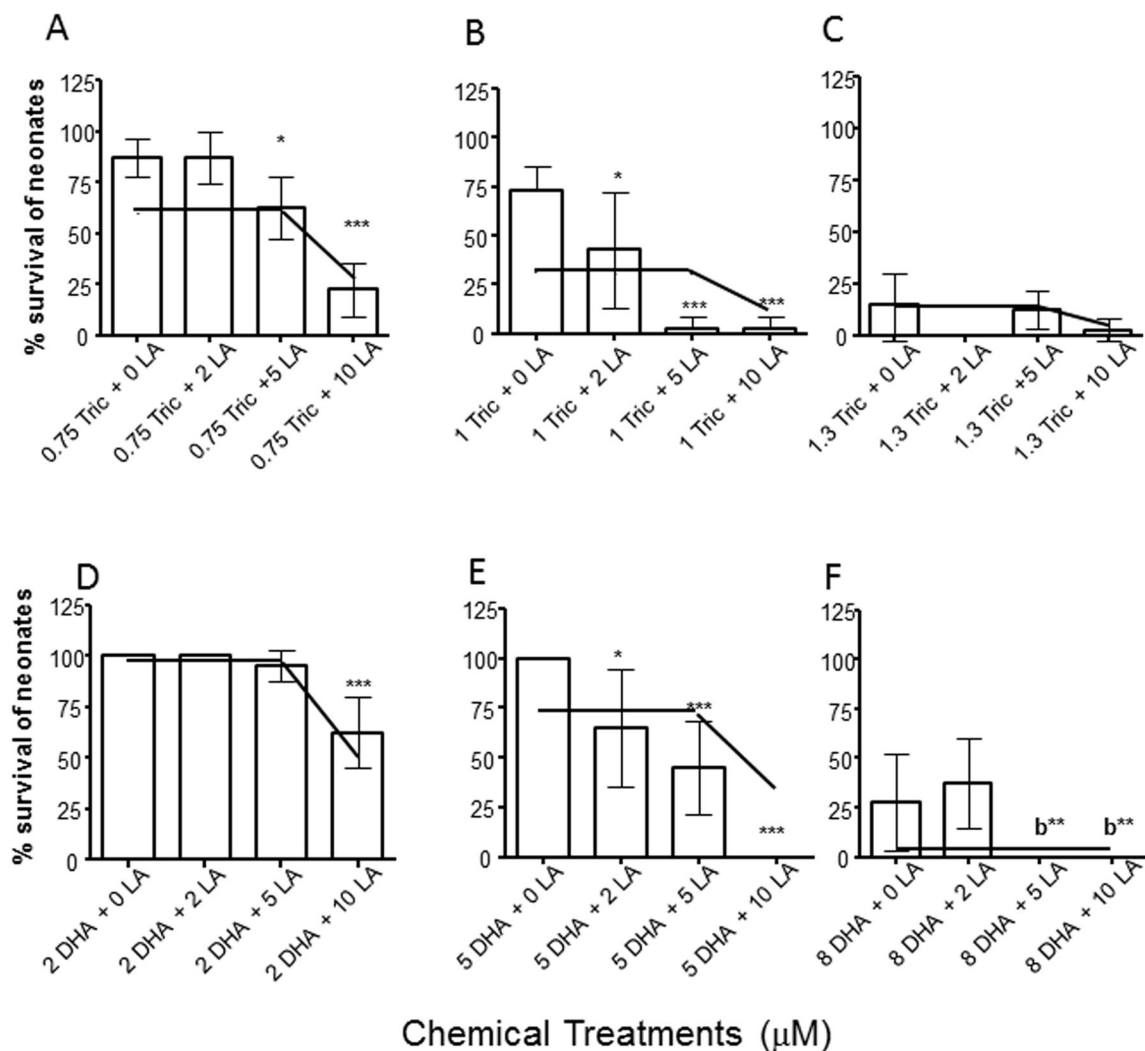 A
B
C
% survival of neonates
125
100
75
50
25
0
*
***
0.75 Tric + 0 LA
0.75 Tric + 2 LA
0.75 Tric +5 LA
0.75 Tric + 10 LA
125
100
75
50
25
0
*
***
***
1 Tric + 0 LA
1 Tric + 2 LA
1 Tric + 5 LA
1 Tric + 10 LA
125
100
75
50
25
0
1.3 Tric + 0 LA
1.3 Tric + 2 LA
1.3 Tric + 5 LA
1.3 Tric + 10 LA
D
E
F
% survival of neonates
125
100
75
50
25
0
***
2 DHA + 0 LA
2 DHA + 2 LA
2 DHA + 5 LA
2 DHA + 10 LA
125
100
75
50
25
0
*
***
***
5 DHA + 0 LA
5 DHA + 2 LA
5 DHA + 5 LA
5 DHA + 10 LA
125
100
75
50
25
0
b**
b**
8 DHA + 0 LA
8 DHA + 2 LA
8 DHA + 5 LA
8 DHA + 10 LA
Chemical Treatments (μM)